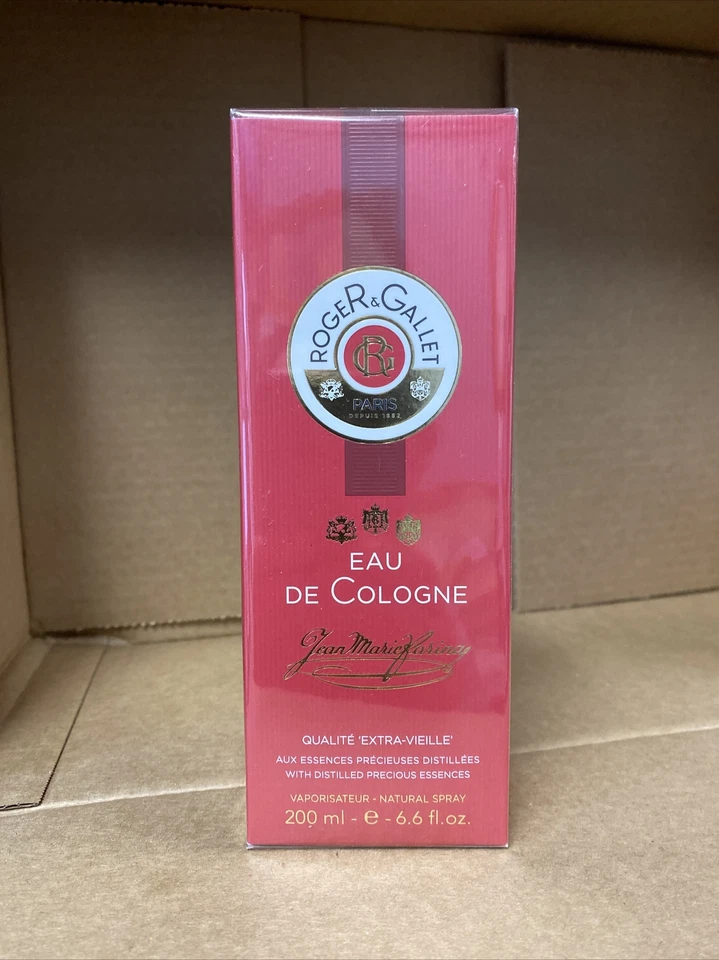 ROGER & GALLET
RG
PARIS
DEPUIS 1862
EAU
DE COLOGNE
Jean Marie Farina
QUALITÉ 'EXTRA-VIEILLE'
AUX ESSENCES PRÉCIEUSES DISTILLÉES
WITH DISTILLED PRECIOUS ESSENCES
VAPORISATEUR - NATURAL SPRAY
200 ml - e - 6.6 fl.oz.